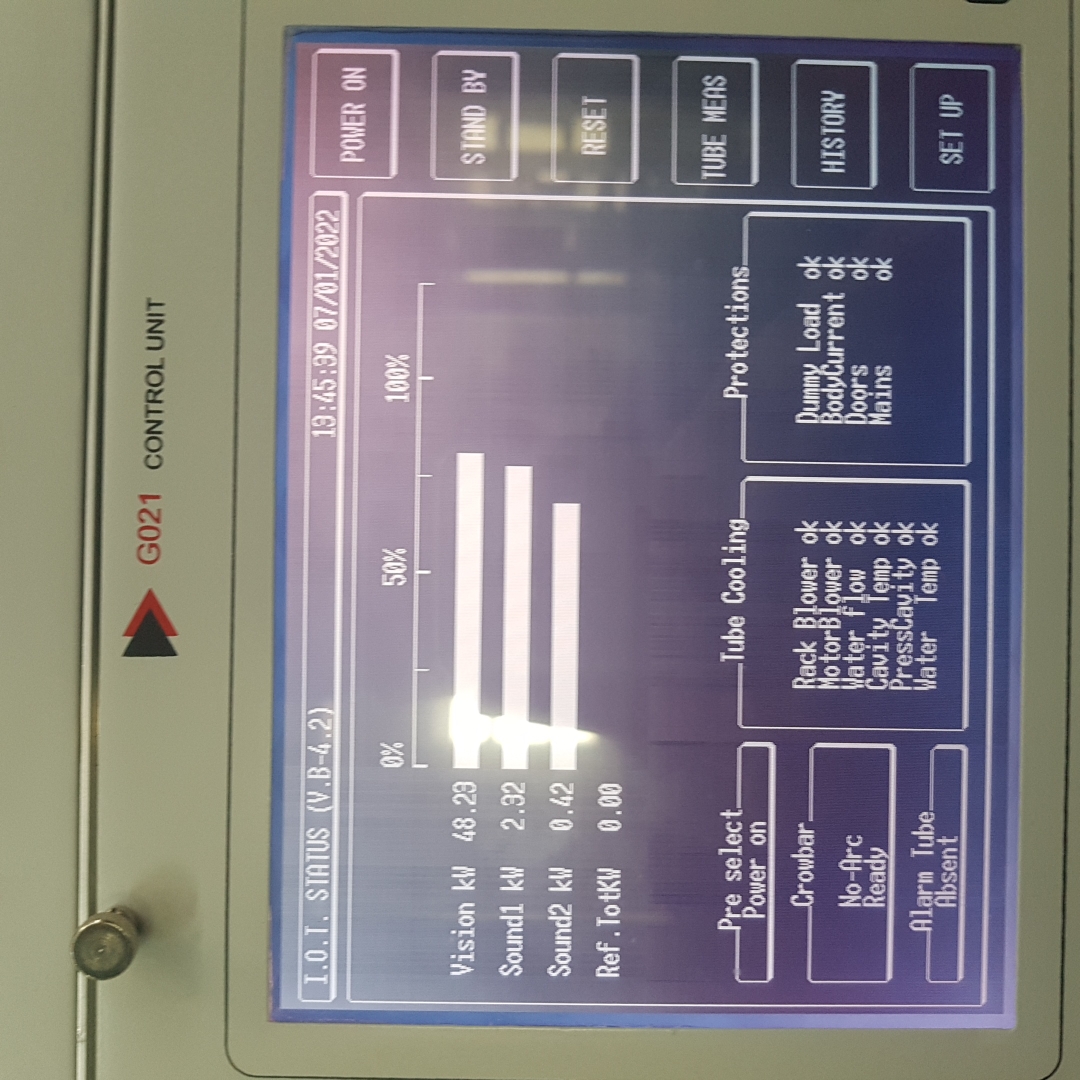 G021 CONTROL UNIT
I.O.T. STATUS (V.B-4.2) 13:45:39 07/01/2022
POWER ON
0% 50% 100%
Vision kW 48.23
STAND BY
Sound1 kW 2.32
Sound2 kW 0.42
RESET
Ref.TotKW 0.00
TUBE MEAS
Pre select
Power on
Crowbar
No-Arc
Ready
Alarm Tube
Absent
Tube Cooling
Rack Blower ok
MotorBlower ok
Water flow ok
Cavity Temp ok
PressCavity ok
Water Temp ok
Protections
Dummy Load ok
BodyCurrent ok
Doors ok
Mains ok
HISTORY
SET UP